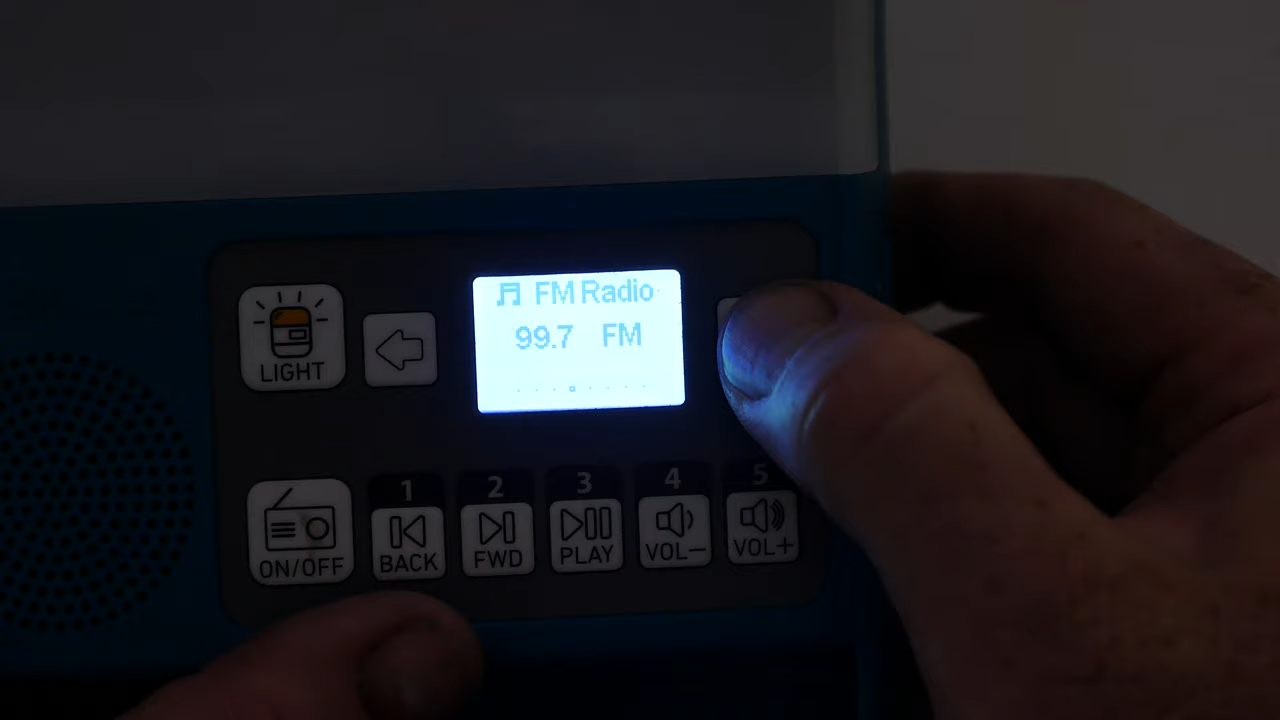 FM Radio
99.7 FM
LIGHT
1 2 3 4 5
ON/OFF BACK FWD PLAY VOL– VOL+